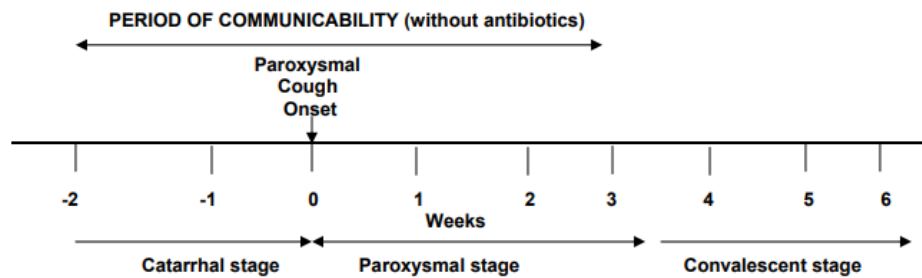 PERIOD OF COMMUNICABILITY (without antibiotics)
Paroxysmal
Cough
Onset
-2 -1 0 1 2 3 4 5 6
Weeks
Catarrhal stage Paroxysmal stage Convalescent stage